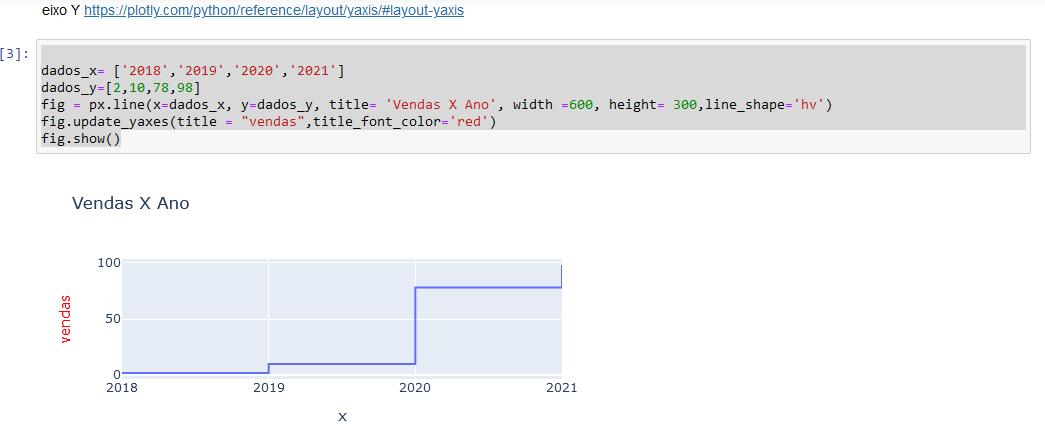 eixo Y https://plotly.com/python/reference/layout/yaxis/#layout-yaxis
[3]:
dados_x= ['2018','2019','2020','2021']
dados_y=[2,10,78,98]
fig = px.line(x=dados_x, y=dados_y, title= 'Vendas X Ano', width =600, height= 300,line_shape='hv')
fig.update_yaxes(title = "vendas",title_font_color='red')
fig.show()
Vendas X Ano
100
50
0
vendas
2018 2019 2020 2021
x